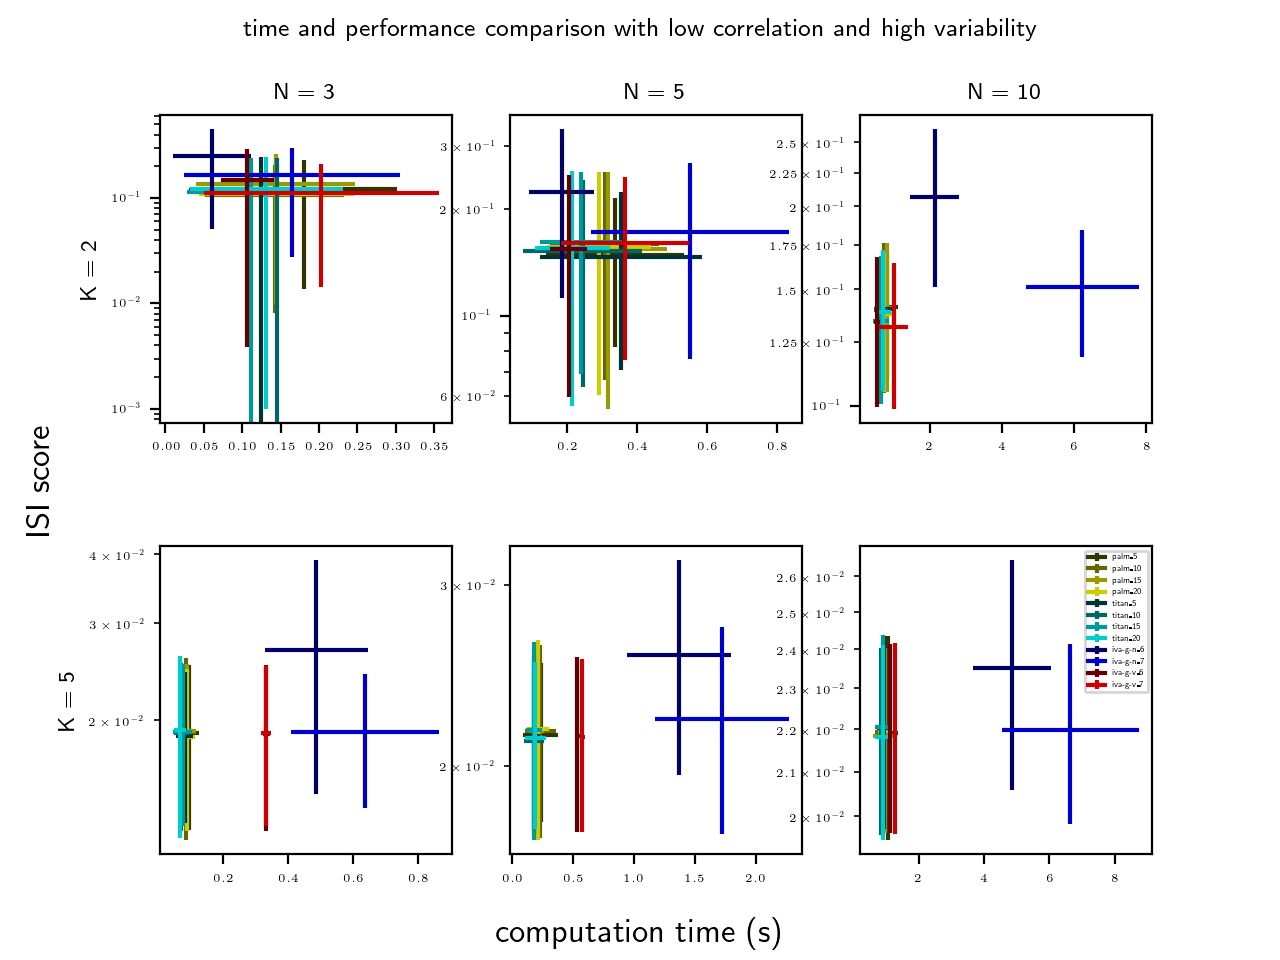 time and performance comparison with low correlation and high variability
N = 3
N = 5
N = 10
K = 2
10⁻¹
10⁻²
10⁻³
0.00 0.05 0.10 0.15 0.20 0.25 0.30 0.35
3 × 10⁻¹
2 × 10⁻¹
10⁻¹
6 × 10⁻²
0.2 0.4 0.6 0.8
2.5 × 10⁻¹
2.25 × 10⁻¹
2 × 10⁻¹
1.75 × 10⁻¹
1.5 × 10⁻¹
1.25 × 10⁻¹
10⁻¹
2 4 6 8
ISI score
K = 5
4 × 10⁻²
3 × 10⁻²
2 × 10⁻²
0.2 0.4 0.6 0.8
3 × 10⁻²
2 × 10⁻²
0.0 0.5 1.0 1.5 2.0
2.6 × 10⁻²
2.5 × 10⁻²
2.4 × 10⁻²
2.3 × 10⁻²
2.2 × 10⁻²
2.1 × 10⁻²
2 × 10⁻²
2 4 6 8
palm_5
palm_10
palm_15
palm_20
titan_5
titan_10
titan_15
titan_20
iva-g-n_6
iva-g-n_7
iva-g-v_6
iva-g-v_7
computation time (s)